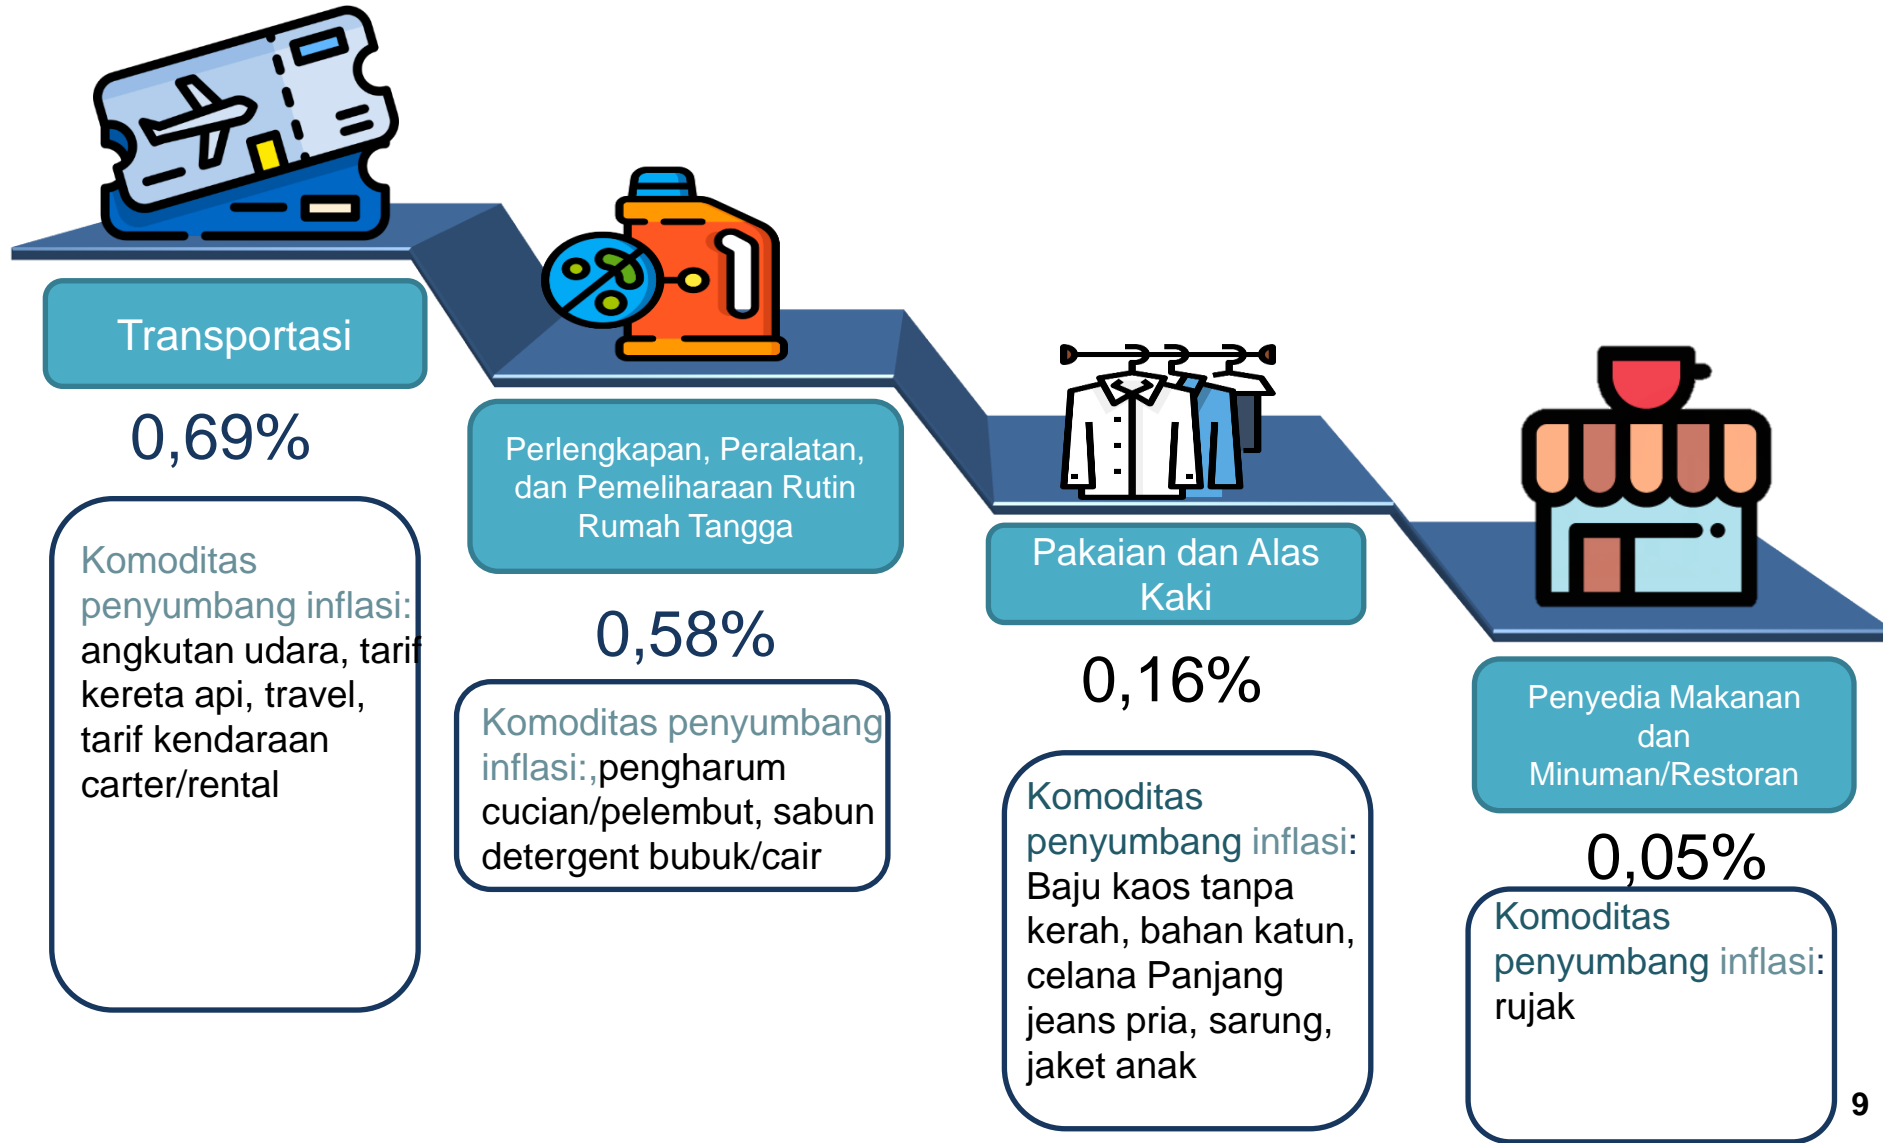 Transportasi
0,69%
Komoditas
penyumbang inflasi:
angkutan udara, tarif
kereta api, travel,
tarif kendaraan
carter/rental
Perlengkapan, Peralatan,
dan Pemeliharaan Rutin
Rumah Tangga
0,58%
Komoditas penyumbang
inflasi:,pengharum
cucian/pelembut, sabun
detergent bubuk/cair
Pakaian dan Alas
Kaki
0,16%
Komoditas
penyumbang inflasi:
Baju kaos tanpa
kerah, bahan katun,
celana Panjang
jeans pria, sarung,
jaket anak
Penyedia Makanan
dan
Minuman/Restoran
0,05%
Komoditas
penyumbang inflasi:
rujak
9